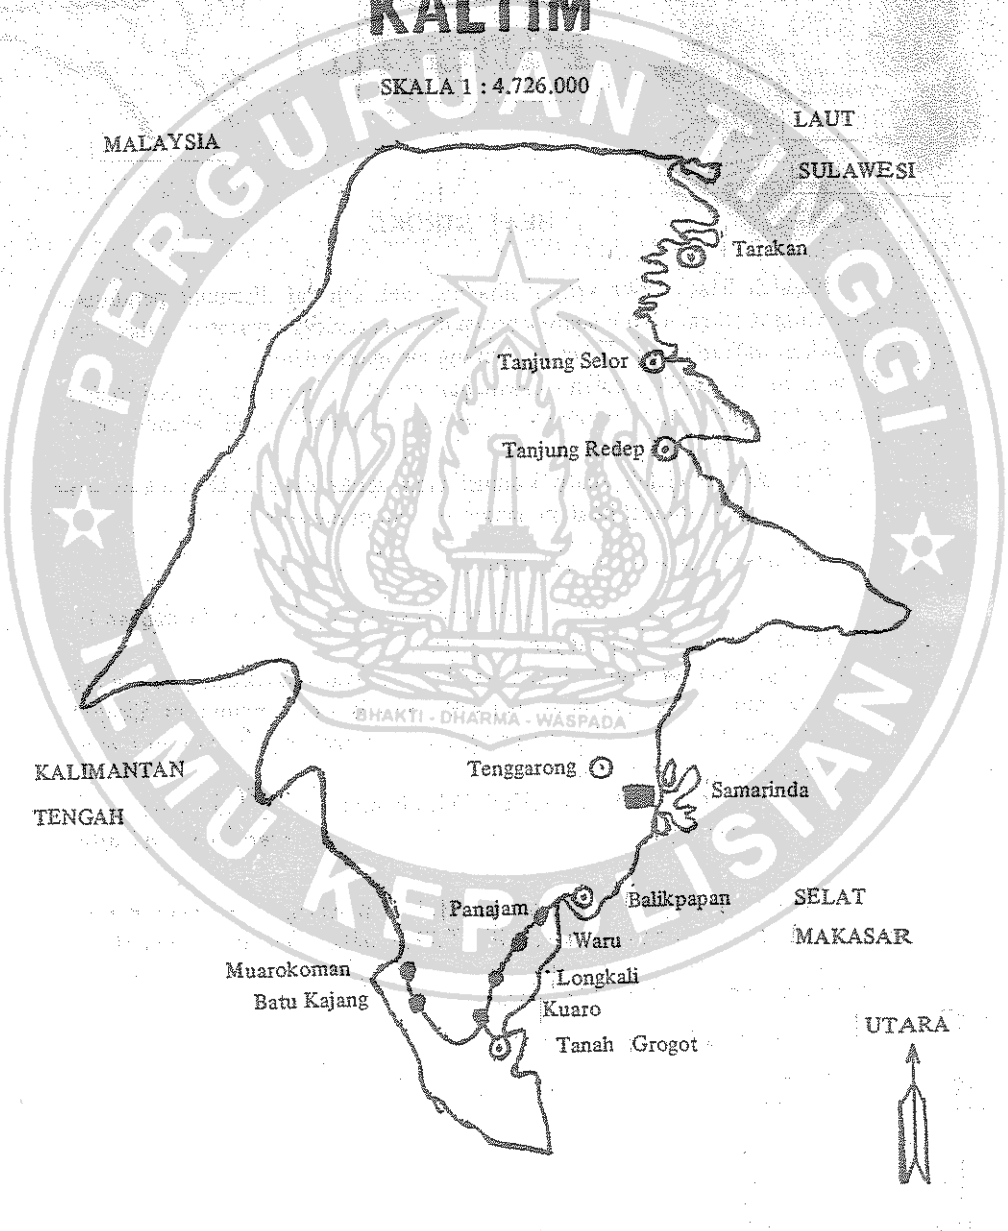 KALTIM
SKALA 1 : 4.726.000
LAUT
SULAWESI
MALAYSIA
Tarakan
Tanjung Selor
Tanjung Redep
KALIMANTAN
TENGAH
Tenggarong
Samarinda
Balikpapan
SELAT
MAKASAR
Panajam
Waru
Muarokoman
Longkali
Batu Kajang
Kuaro
Tanah Grogot
UTARA
PERGURUAN TINGGI
ILMU KEPOLISIAN
BHAKTI - DHARMA - WASPADA